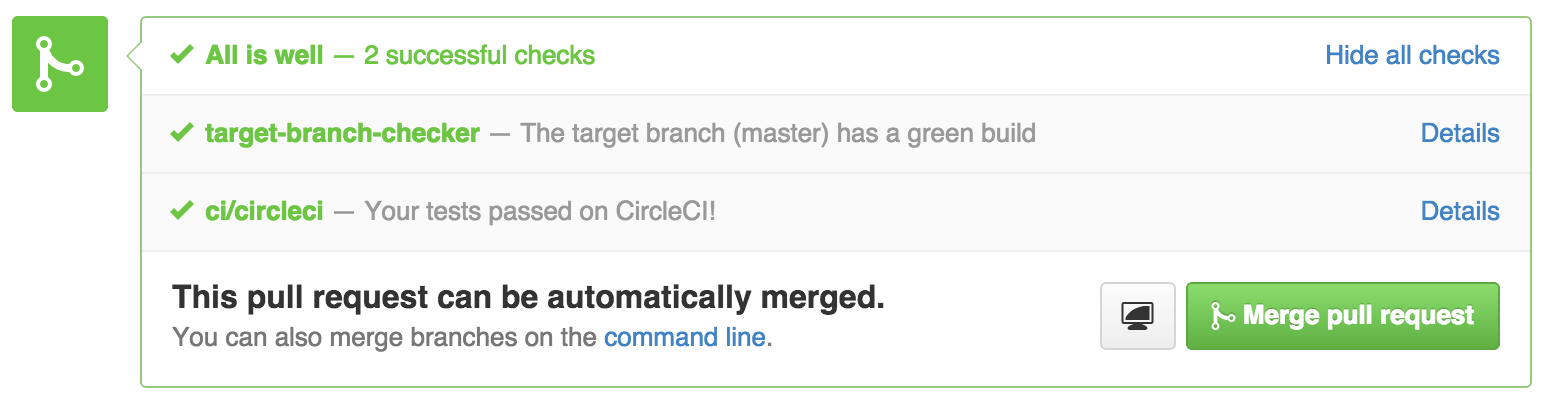 All is well — 2 successful checks Hide all checks
target-branch-checker — The target branch (master) has a green build Details
ci/circleci — Your tests passed on CircleCI! Details
This pull request can be automatically merged.
You can also merge branches on the command line.
Merge pull request